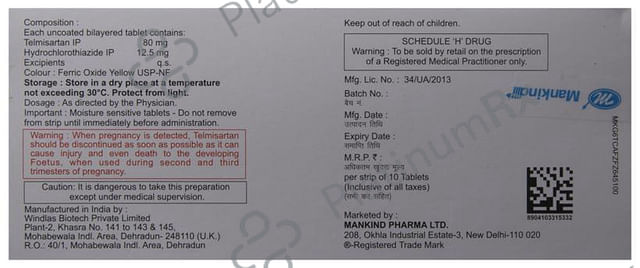 Composition :
Each uncoated bilayered tablet contains:
Telmisartan IP 80 mg
Hydrochlorothiazide IP 12.5 mg
Excipients q.s.
Colour : Ferric Oxide Yellow USP-NF
Storage : Store in a dry place at a temperature
not exceeding 30°C. Protect from light.
Dosage : As directed by the Physician.
Important : Moisture sensitive tablets - Do not remove
from strip until immediately before administration.
Warning : When pregnancy is detected, Telmisartan
should be discontinued as soon as possible as it can
cause injury and even death to the developing
Foetus, when used during second and third
trimesters of pregnancy.
Caution: It is dangerous to take this preparation
except under medical supervision.
Manufactured in India by :
Windlas Biotech Private Limited
Plant-2, Khasra No. 141 to 143 & 145,
Mohabewala Indl. Area, Dehradun- 248110 (U.K.)
R.O.: 40/1, Mohabewala Indl. Area, Dehradun
Keep out of reach of children.
SCHEDULE 'H' DRUG
Warning : To be sold by retail on the prescription
of a Registered Medical Practitioner only.
Mfg. Lic. No. : 34/UA/2013
Batch No. :
बैच नं.
Mfg. Date :
उत्पादन तिथि
Expiry Date :
समाप्ति तिथि
M.R.P. ₹ :
अधिकतम खुदरा मूल्य
per strip of 10 Tablets
(Inclusive of all taxes)
(सभी कर सहित)
Marketed by :
MANKIND PHARMA LTD.
208, Okhla Industrial Estate-3, New Delhi-110 020
®-Registered Trade Mark
Mankind
8904103315332
PlatinumRx